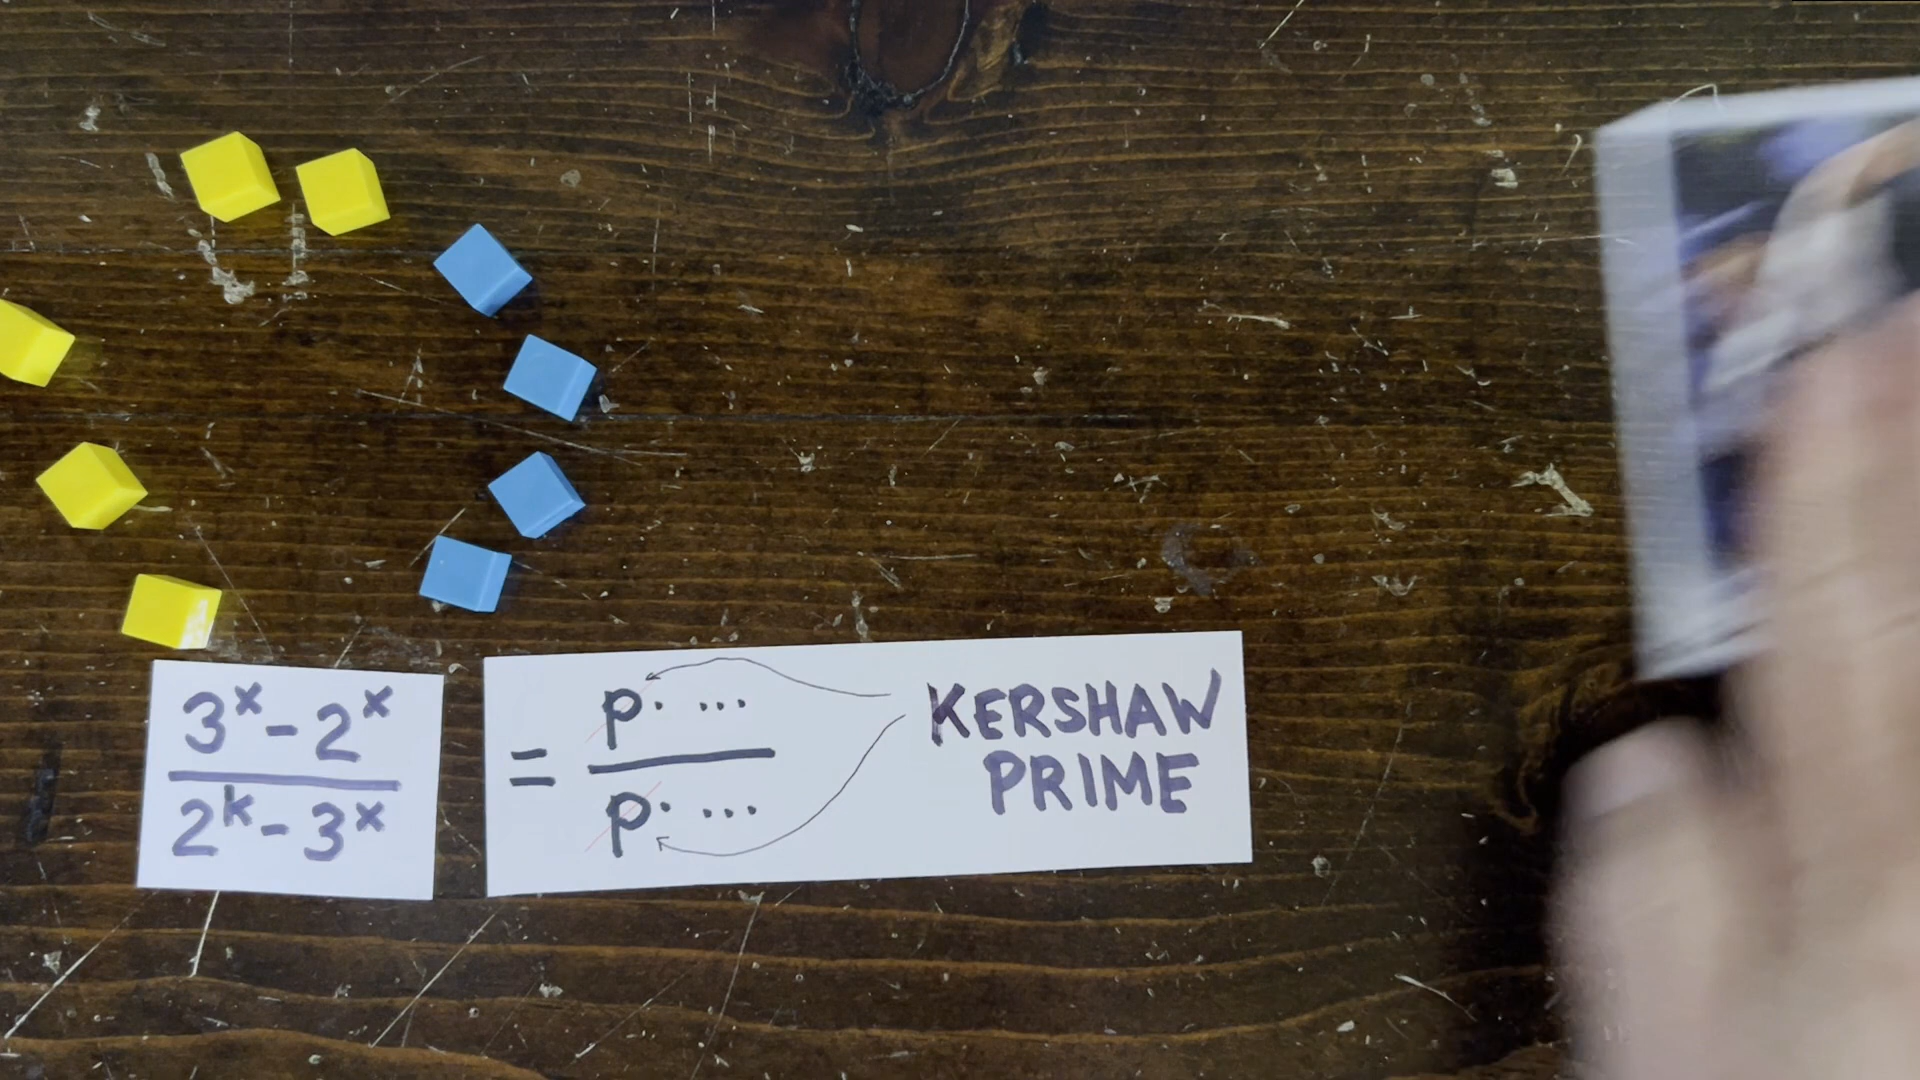 3^x - 2^x
2^k - 3^x
= p· ...
p· ...
KERSHAW
PRIME